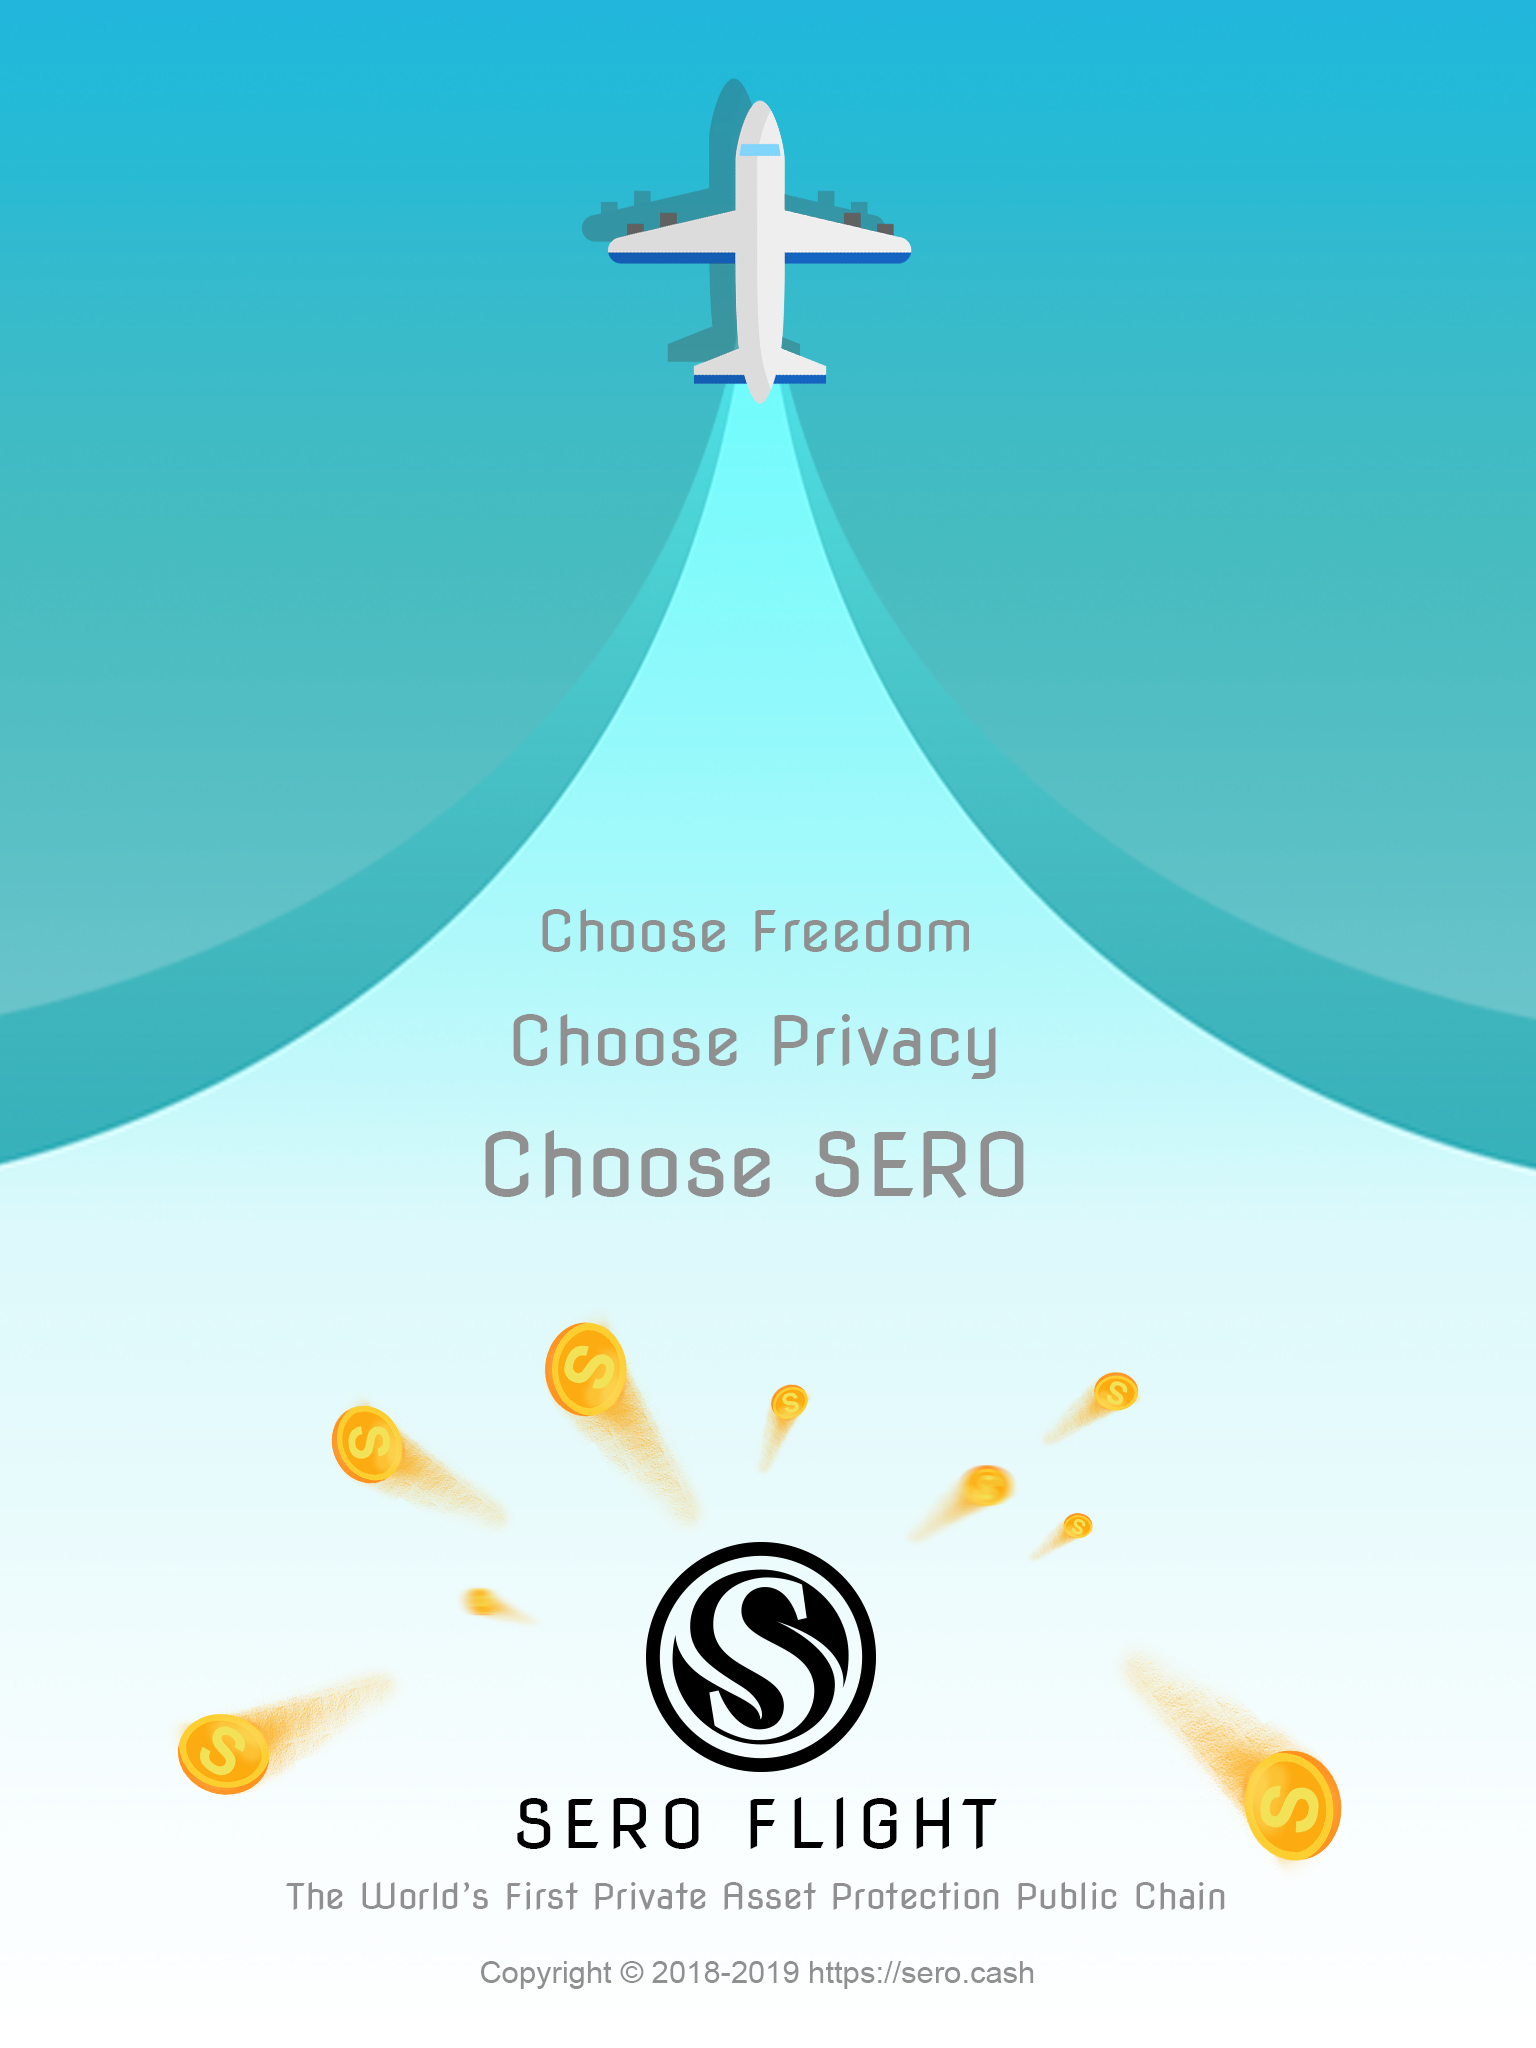 Choose Freedom
Choose Privacy
Choose SERO
SERO FLIGHT
The World's First Private Asset Protection Public Chain
Copyright © 2018-2019 https://sero.cash